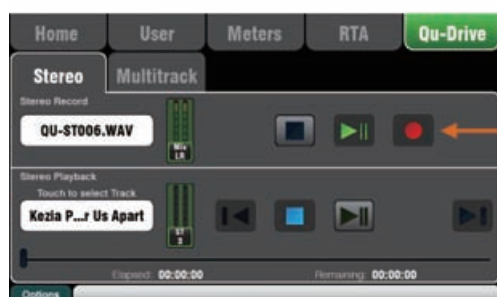 Home User Meters RTA Qu-Drive
Stereo Multitrack
Stereo Record
QU-ST006.WAV
Mix
LR
Stereo Playback
Touch to select Track
Kezia P...r Us Apart
ST
3
Elapsed: 00:00:00 Remaining: 00:00:00
Options